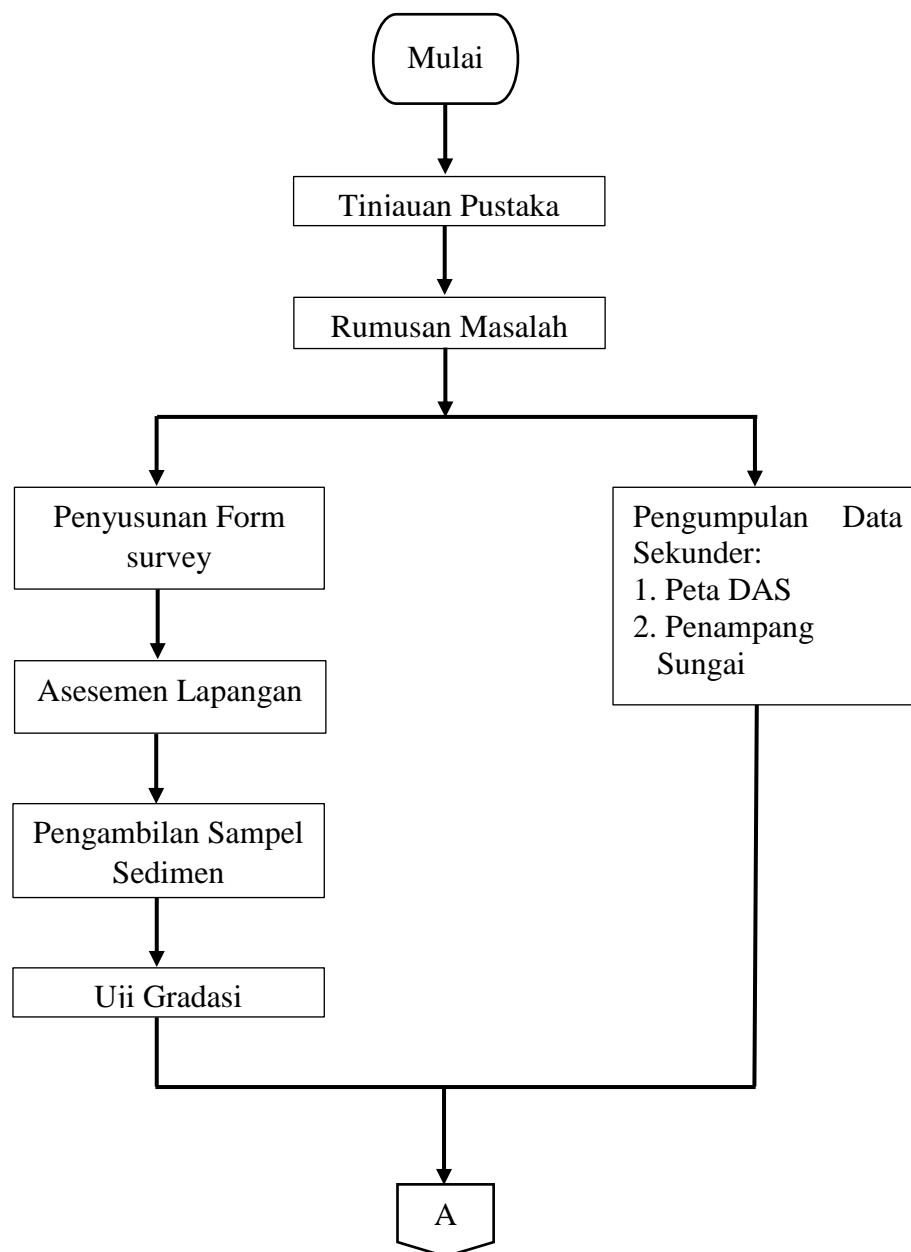 Mulai
Tinjauan Pustaka
Rumusan Masalah
Penyusunan Form
survey
Asesemen Lapangan
Pengambilan Sampel
Sedimen
Uji Gradasi
Pengumpulan Data
Sekunder:
1. Peta DAS
2. Penampang
Sungai
A